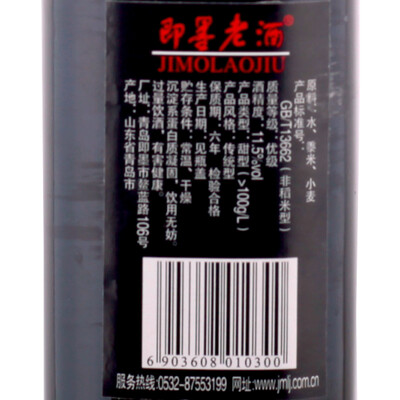 即墨老酒®
JIMOLAOJIU
原料：水、黍米、小麦
产品标准号：
GB/T13662（非稻米型）
质量等级：优级
酒精度：11.5%vol
产品类型：甜型（>100g/L）
产品风格：传统型
保质期：六年 检验合格
生产日期：见瓶盖
贮存条件：常温、干燥
沉淀系蛋白质凝固，饮用无妨。
过量饮酒，有害健康。
厂址：青岛即墨市鳌蓝路106号
产地：山东省青岛市
6 903608 010300
服务热线:0532-87553199 网址:www.jmlj.com.cn